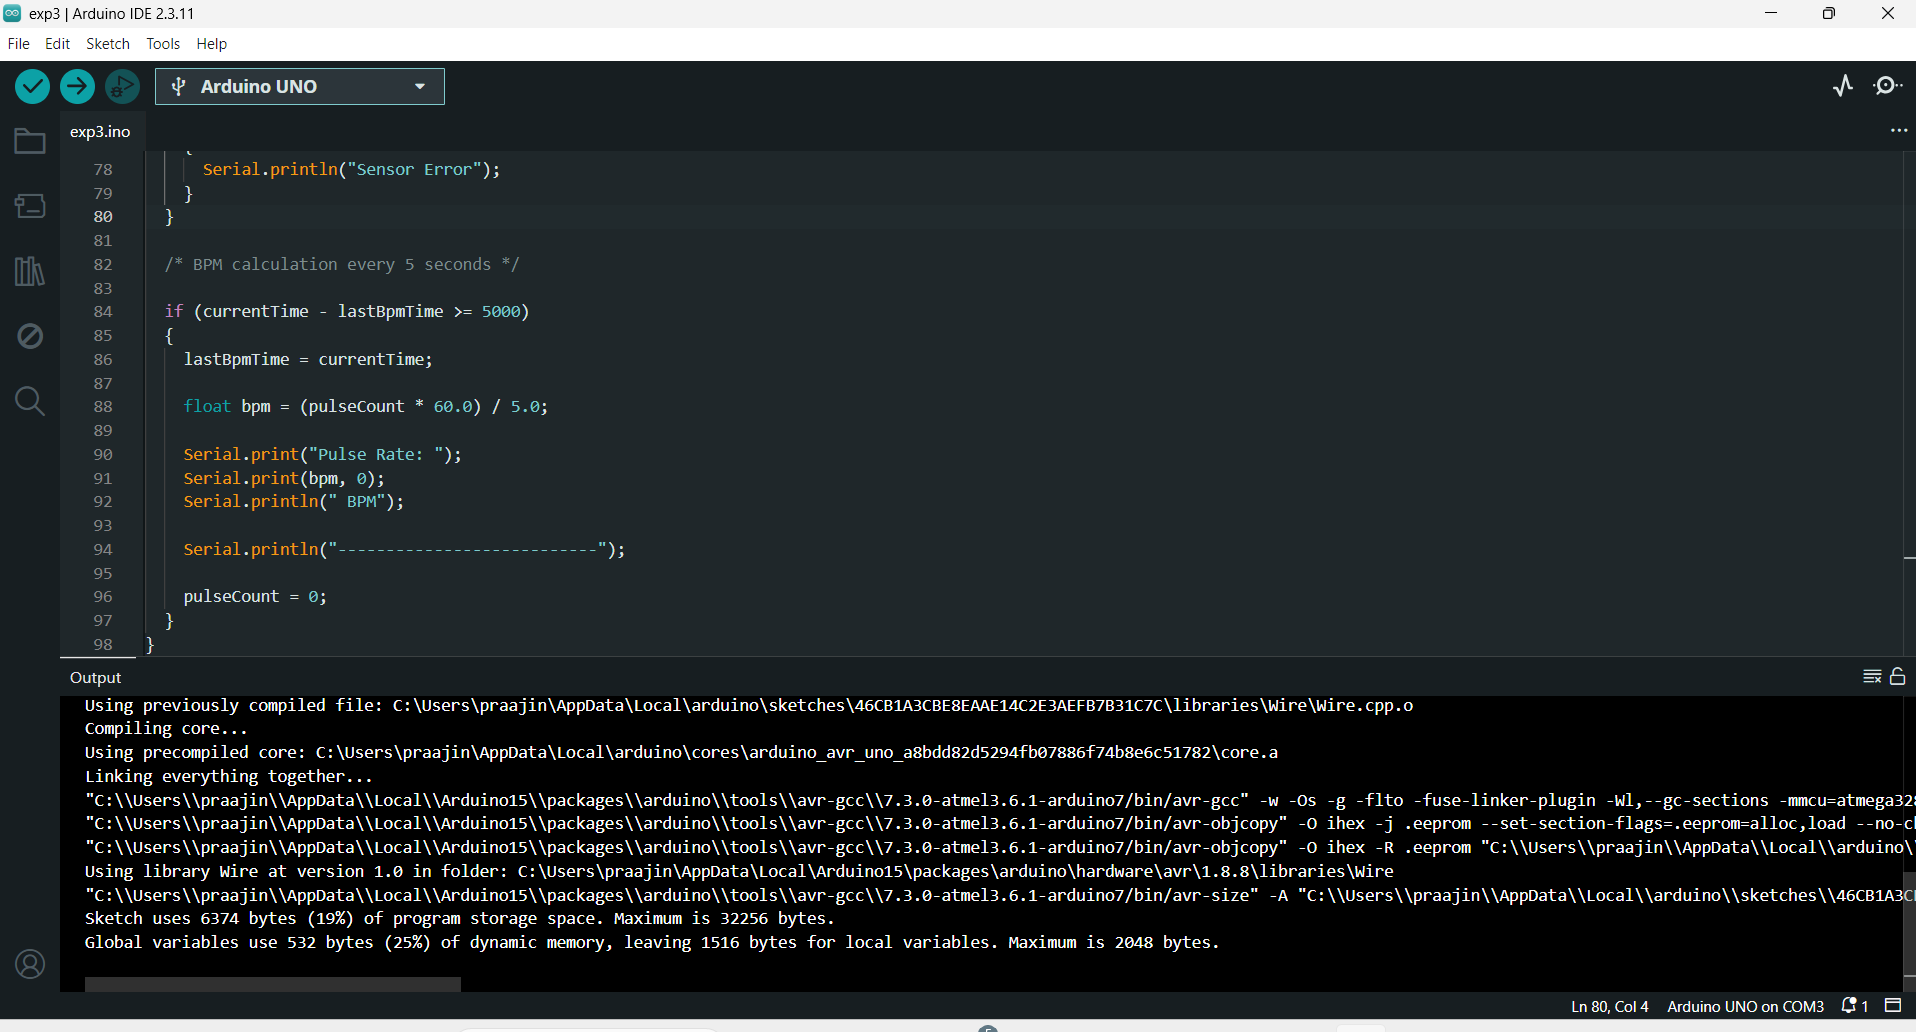 exp3 | Arduino IDE 2.3.11
File Edit Sketch Tools Help
Arduino UNO
exp3.ino
78 Serial.println("Sensor Error");
79 }
80 }
81
82 /* BPM calculation every 5 seconds */
83
84 if (currentTime - lastBpmTime >= 5000)
85 {
86 lastBpmTime = currentTime;
87
88 float bpm = (pulseCount * 60.0) / 5.0;
89
90 Serial.print("Pulse Rate: ");
91 Serial.print(bpm, 0);
92 Serial.println(" BPM");
93
94 Serial.println("---------------------------");
95
96 pulseCount = 0;
97 }
98 }
Output
Using previously compiled file: C:\Users\praajin\AppData\Local\arduino\sketches\46CB1A3CBE8EAAE14C2E3AEFB7B31C7C\libraries\Wire\Wire.cpp.o
Compiling core...
Using precompiled core: C:\Users\praajin\AppData\Local\arduino\cores\arduino_avr_uno_a8bdd82d5294fb07886f74b8e6c51782\core.a
Linking everything together...
"C:\\Users\\praajin\\AppData\\Local\\Arduino15\\packages\\arduino\\tools\\avr-gcc\\7.3.0-atmel3.6.1-arduino7/bin/avr-gcc" -w -Os -g -flto -fuse-linker-plugin -Wl,--gc-sections -mmcu=atmega328
"C:\\Users\\praajin\\AppData\\Local\\Arduino15\\packages\\arduino\\tools\\avr-gcc\\7.3.0-atmel3.6.1-arduino7/bin/avr-objcopy" -O ihex -j .eeprom --set-section-flags=.eeprom=alloc,load --no-c
"C:\\Users\\praajin\\AppData\\Local\\Arduino15\\packages\\arduino\\tools\\avr-gcc\\7.3.0-atmel3.6.1-arduino7/bin/avr-objcopy" -O ihex -R .eeprom "C:\\Users\\praajin\\AppData\\Local\\arduino\
Using library Wire at version 1.0 in folder: C:\Users\praajin\AppData\Local\Arduino15\packages\arduino\hardware\avr\1.8.8\libraries\Wire
"C:\\Users\\praajin\\AppData\\Local\\Arduino15\\packages\\arduino\\tools\\avr-gcc\\7.3.0-atmel3.6.1-arduino7/bin/avr-size" -A "C:\\Users\\praajin\\AppData\\Local\\arduino\\sketches\\46CB1A3C
Sketch uses 6374 bytes (19%) of program storage space. Maximum is 32256 bytes.
Global variables use 532 bytes (25%) of dynamic memory, leaving 1516 bytes for local variables. Maximum is 2048 bytes.
Ln 80, Col 4 Arduino UNO on COM3 1